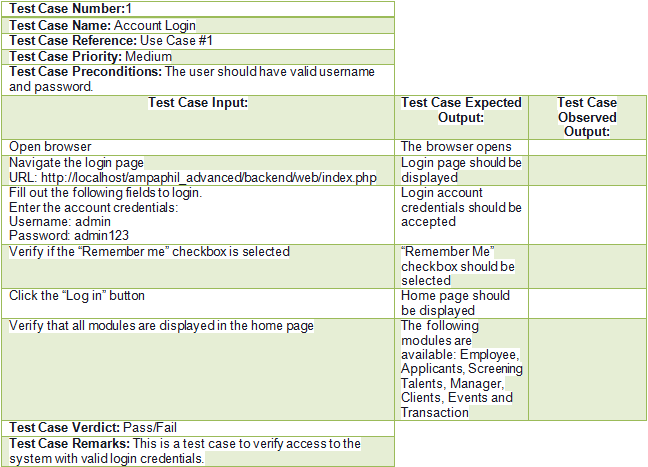 Test Case Number:1
Test Case Name: Account Login
Test Case Reference: Use Case #1
Test Case Priority: Medium
Test Case Preconditions: The user should have valid username
and password.
Test Case Input:
Test Case Expected
Output:
Test Case
Observed
Output:
Open browser
The browser opens
Navigate the login page
URL: http://localhost/ampaphil_advanced/backend/web/index.php
Login page should be
displayed
Fill out the following fields to login.
Enter the account credentials:
Username: admin
Password: admin123
Login account
credentials should be
accepted
Verify if the “Remember me” checkbox is selected
“Remember Me”
checkbox should be
selected
Click the “Log in” button
Home page should
be displayed
Verify that all modules are displayed in the home page
The following
modules are
available: Employee,
Applicants, Screening
Talents, Manager,
Clients, Events and
Transaction
Test Case Verdict: Pass/Fail
Test Case Remarks: This is a test case to verify access to the
system with valid login credentials.